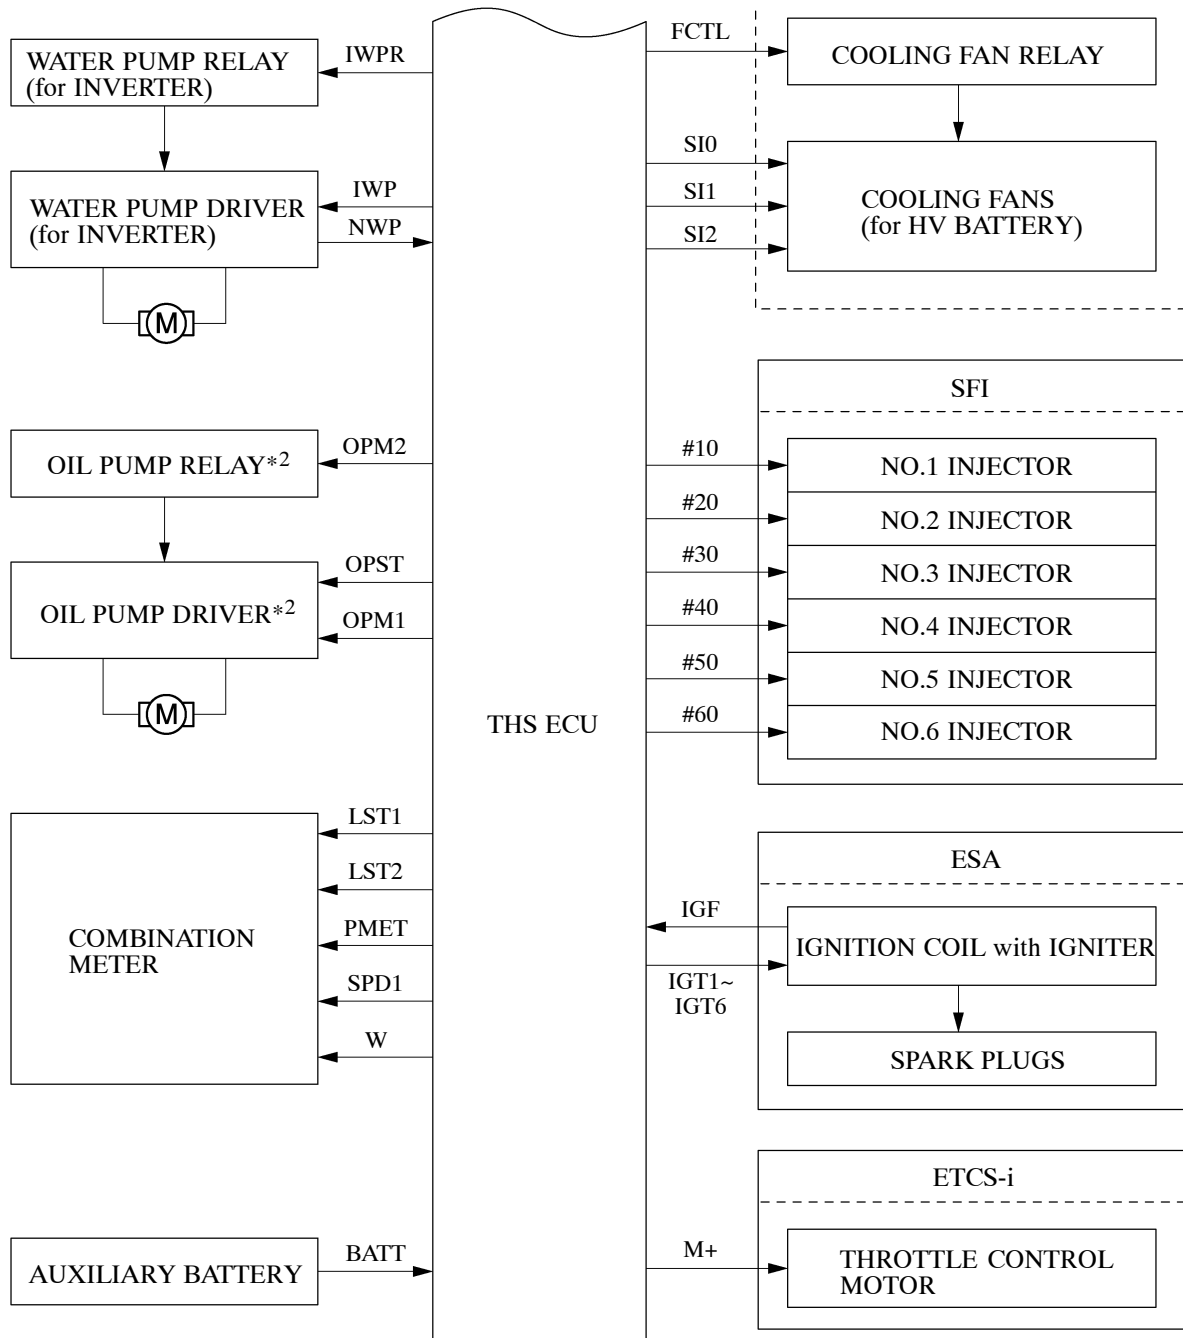 WATER PUMP RELAY
(for INVERTER)
IWPR
WATER PUMP DRIVER
(for INVERTER)
IWP
NWP
M
OIL PUMP RELAY*2
OPM2
OIL PUMP DRIVER*2
OPST
OPM1
M
COMBINATION
METER
LST1
LST2
PMET
SPD1
W
AUXILIARY BATTERY
BATT
THS ECU
FCTL
COOLING FAN RELAY
SI0
SI1
SI2
COOLING FANS
(for HV BATTERY)
SFI
#10
NO.1 INJECTOR
#20
NO.2 INJECTOR
#30
NO.3 INJECTOR
#40
NO.4 INJECTOR
#50
NO.5 INJECTOR
#60
NO.6 INJECTOR
ESA
IGF
IGNITION COIL with IGNITER
IGT1~
IGT6
SPARK PLUGS
ETCS-i
M+
THROTTLE CONTROL
MOTOR